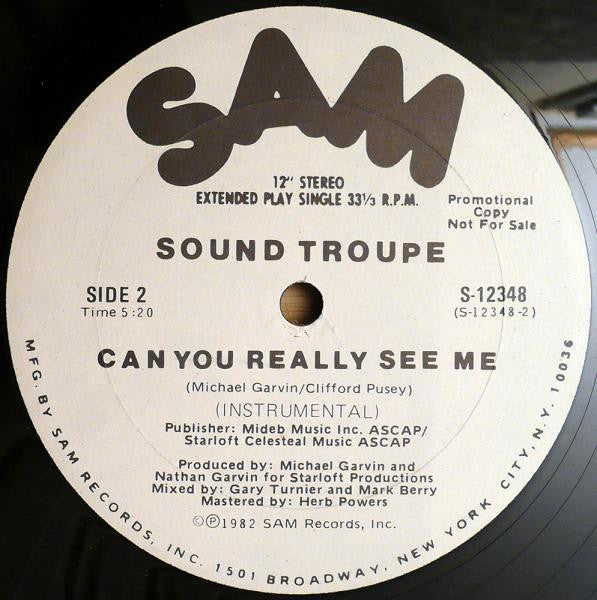 SAM
12" STEREO
EXTENDED PLAY SINGLE 33⅓ R.P.M.
Promotional
Copy
Not For Sale
SOUND TROUPE
SIDE 2
Time 5:20
S-12348
(S-12348-2)
CAN YOU REALLY SEE ME
(Michael Garvin/Clifford Pusey)
(INSTRUMENTAL)
Publisher: Mideb Music Inc. ASCAP/
Starloft Celesteal Music ASCAP
Produced by: Michael Garvin and
Nathan Garvin for Starloft Productions
Mixed by: Gary Turnier and Mark Berry
Mastered by: Herb Powers
©℗1982 SAM Records, Inc.
MFG. BY SAM RECORDS, INC. 1501 BROADWAY, NEW YORK CITY, N.Y. 10036